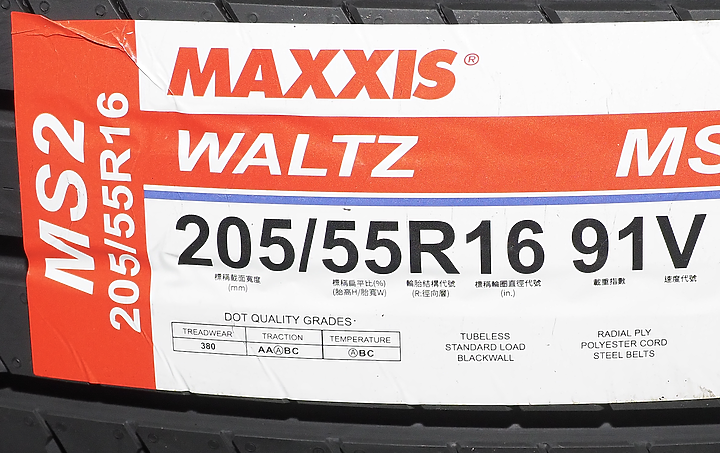 MS2
205/55R16
MAXXIS®
WALTZ MS
205/55R16 91V
標稱截面寬度 標稱扁平比(%) 輪胎結構代號 標稱輪圈直徑代號 載重指數 速度代號
(mm) (胎高H/胎寬W) (R:徑向層) (in.)
DOT QUALITY GRADES:
TREADWEAR TRACTION TEMPERATURE
380 AAⒶBC ⒶBC
TUBELESS
STANDARD LOAD
BLACKWALL
RADIAL PLY
POLYESTER CORD
STEEL BELTS